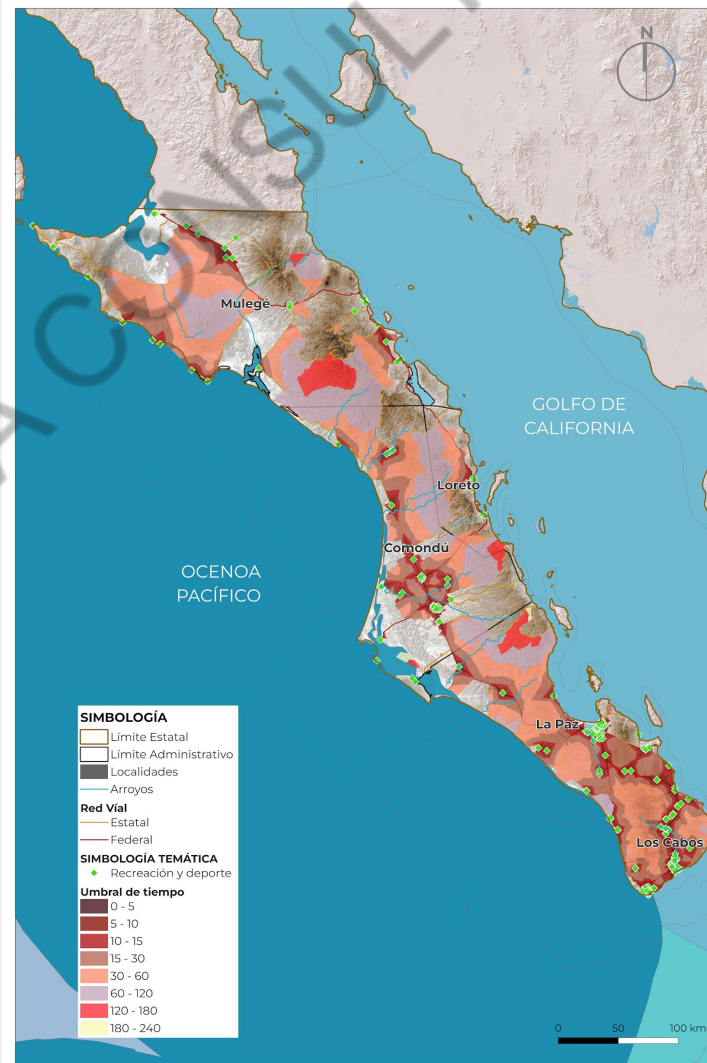 N
Mulegé
GOLFO DE
CALIFORNIA
Loreto
Comondú
OCENOA
PACÍFICO
La Paz
Los Cabos
SIMBOLOGÍA
Límite Estatal
Límite Administrativo
Localidades
Arroyos
Red Víal
Estatal
Federal
SIMBOLOGÍA TEMÁTICA
Recreación y deporte
Umbral de tiempo
0 - 5
5 - 10
10 - 15
15 - 30
30 - 60
60 - 120
120 - 180
180 - 240
0 50 100 km
A CONSUL